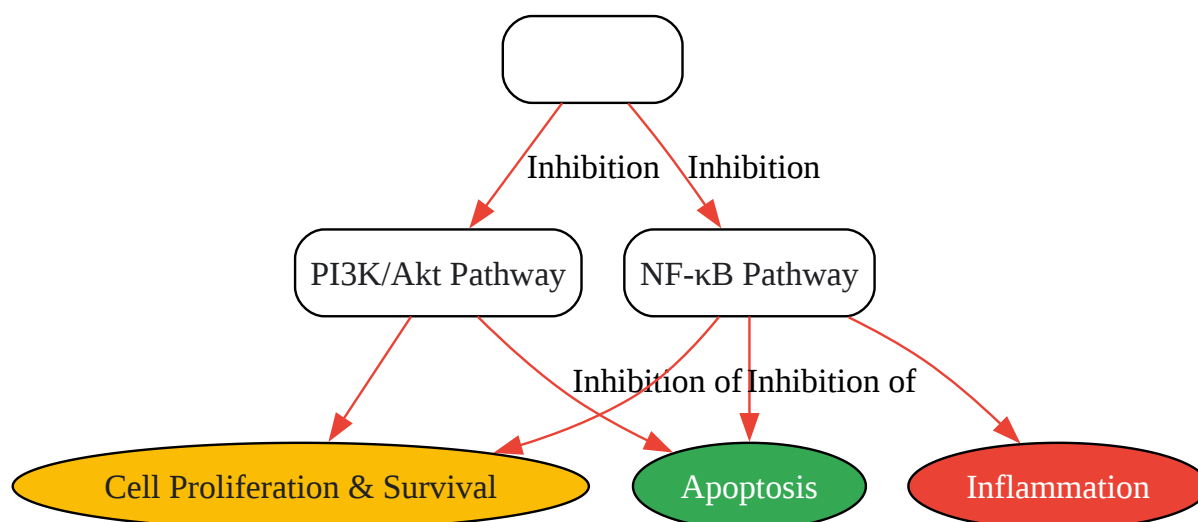 Inhibition
Inhibition
PI3K/Akt Pathway
NF-κB Pathway
Inhibition of
Inhibition of
Cell Proliferation & Survival
Apoptosis
Inflammation